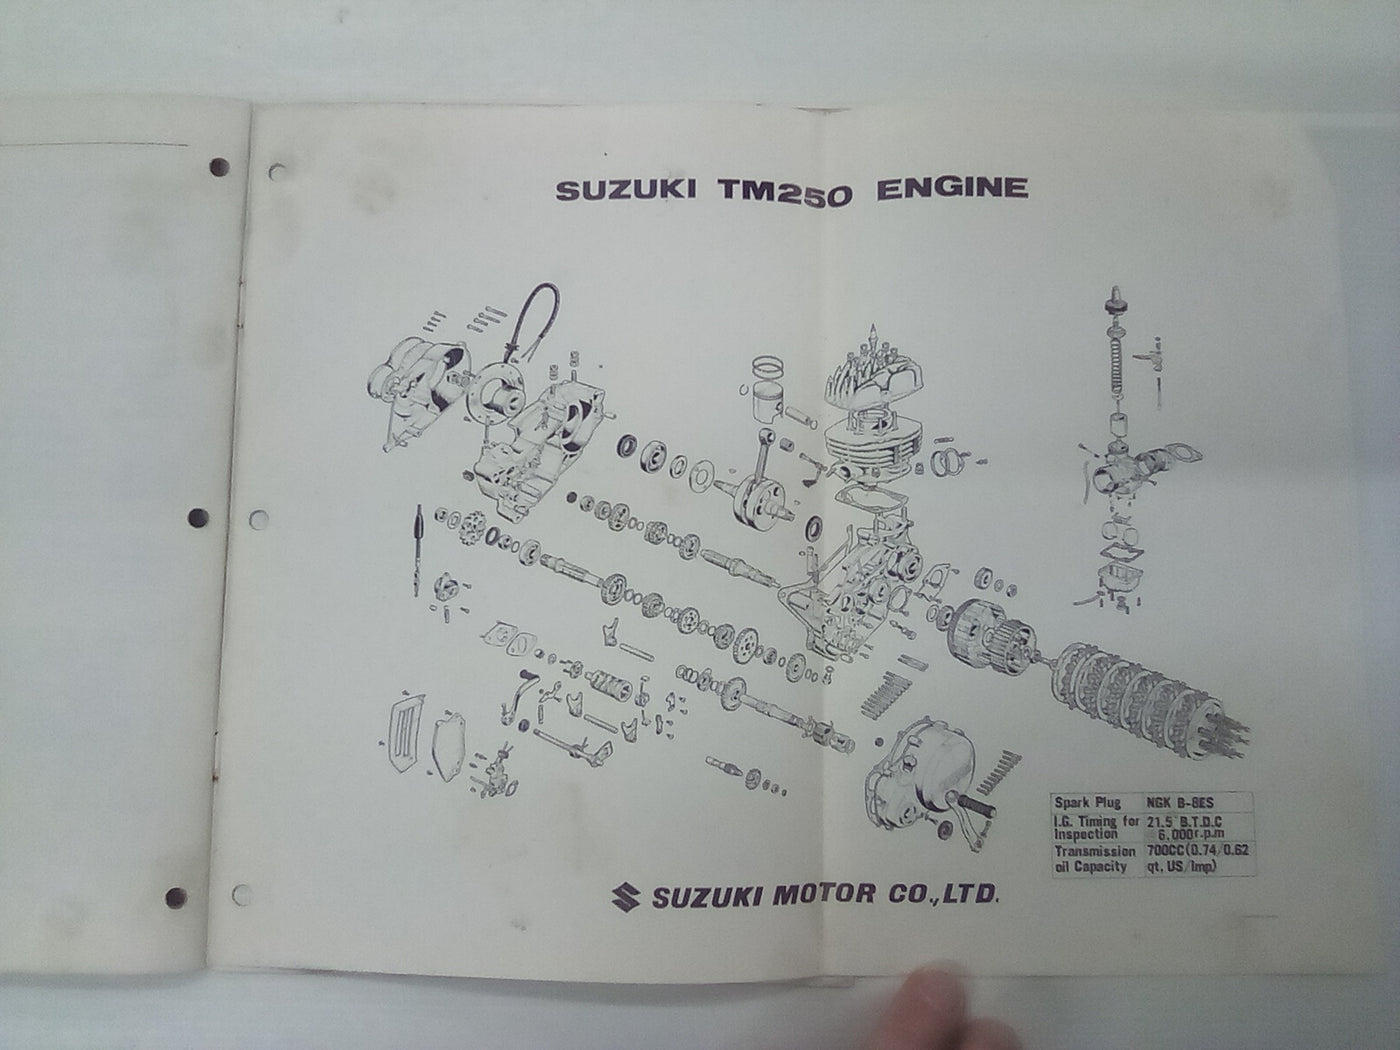 SUZUKI TM250 ENGINE
Spark Plug NGK B-8ES
I.G. Timing for 21.5° B.T.D.C
Inspection 6,000r.p.m
Transmission 700CC(0.74/0.62
oil Capacity qt, US/Imp)
SUZUKI MOTOR CO.,LTD.